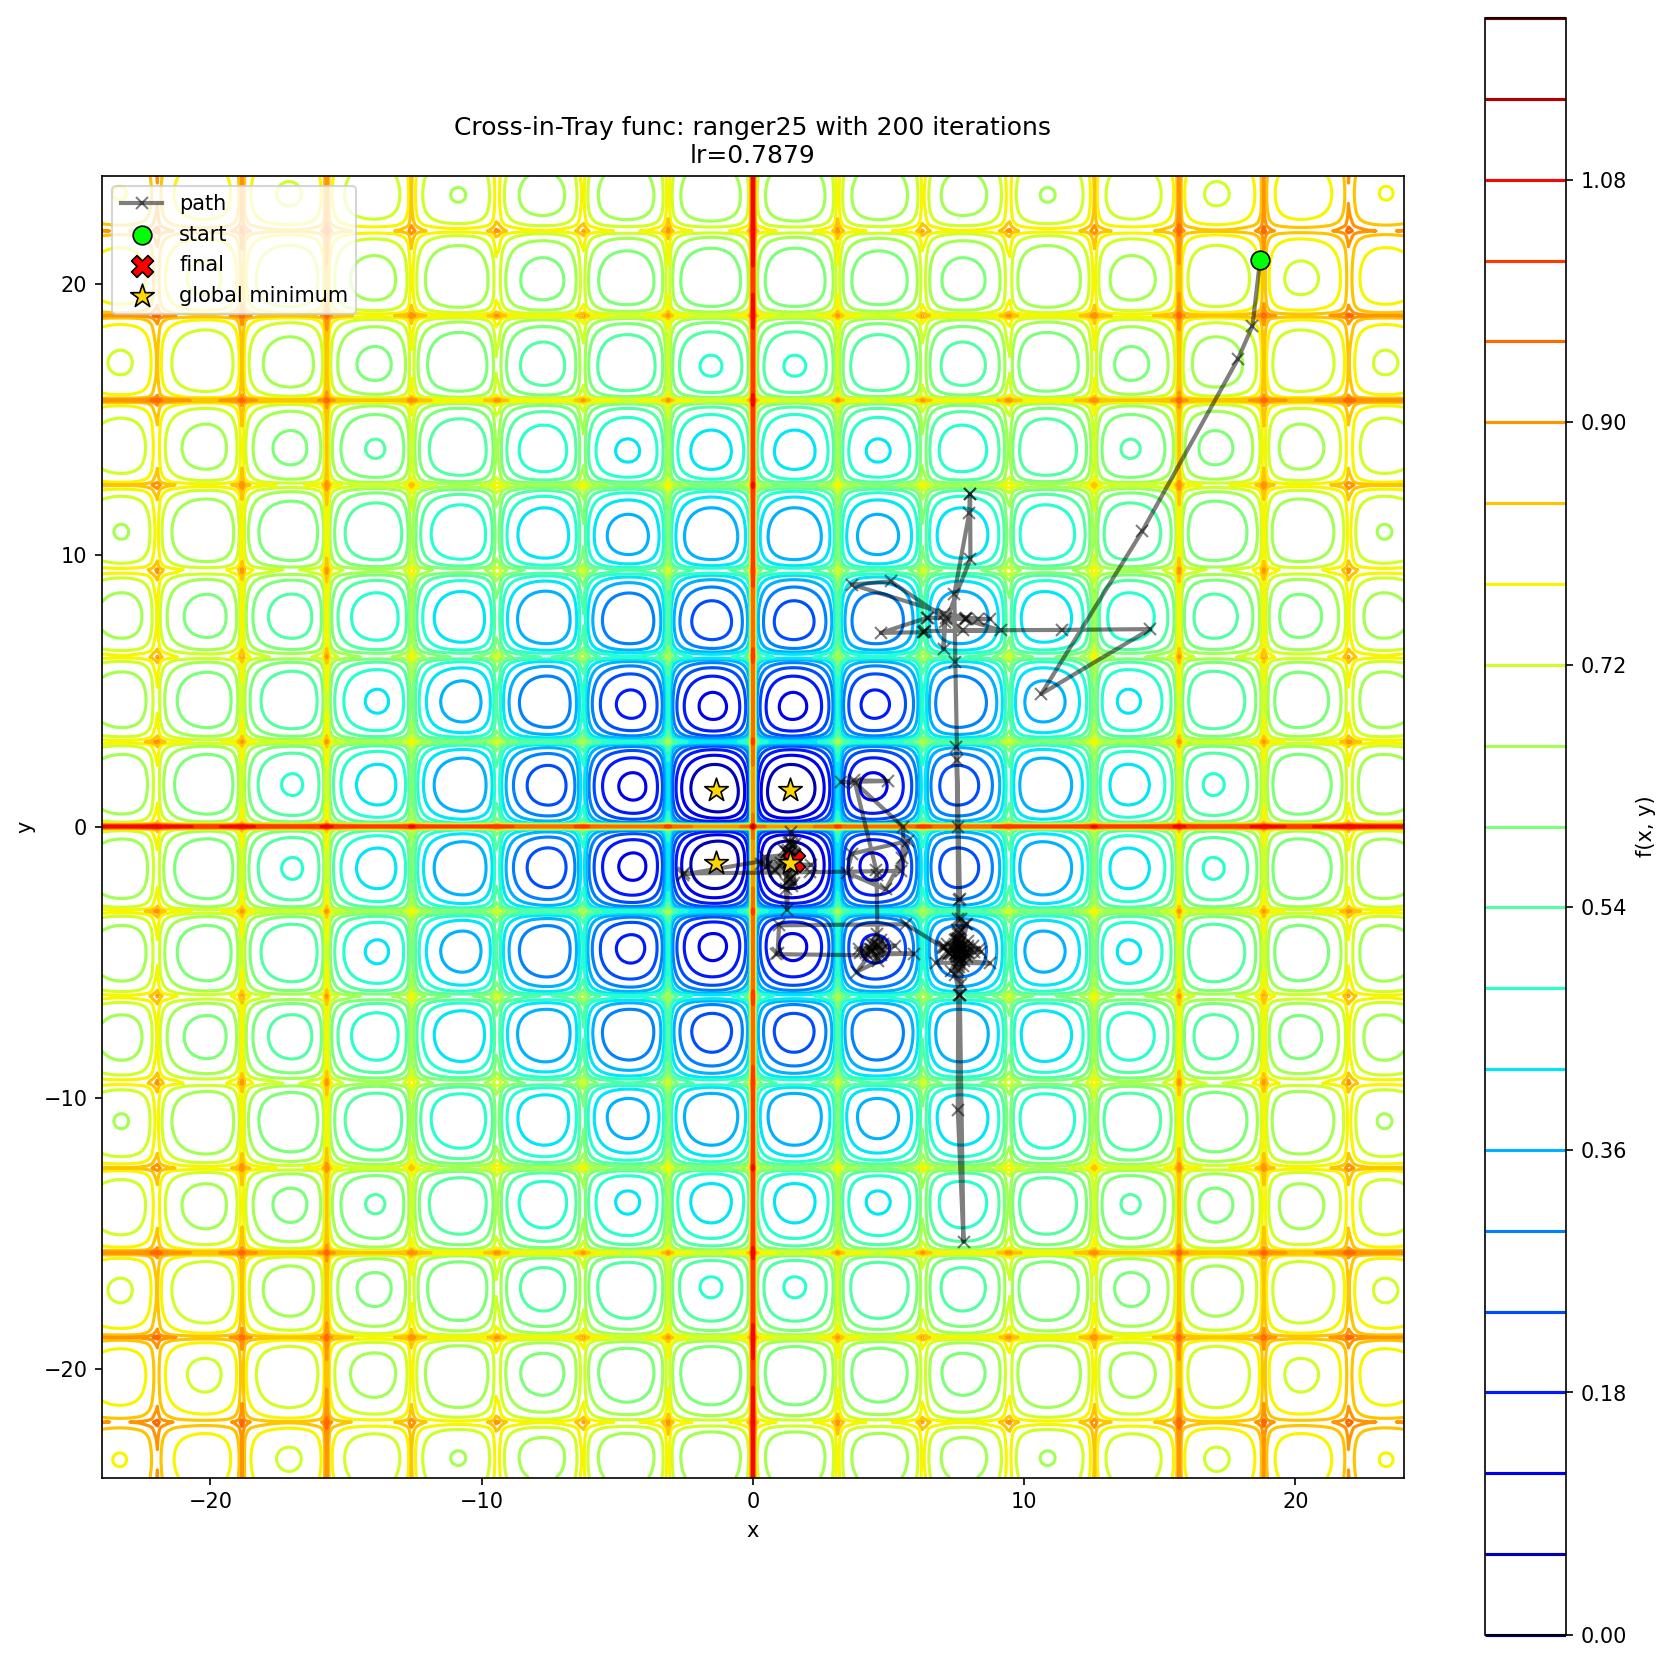 Cross-in-Tray func: ranger25 with 200 iterations
lr=0.7879
path
start
final
global minimum
20
10
0
−10
−20
y
−20
−10
0
10
20
x
1.08
0.90
0.72
0.54
0.36
0.18
0.00
f(x, y)